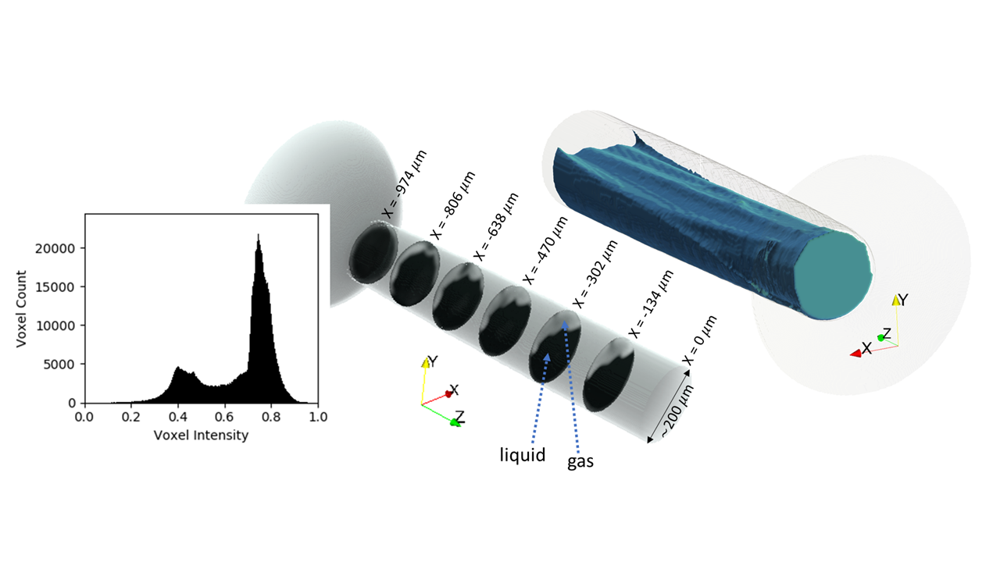 X = -974 µm
X = -806 µm
X = -638 µm
X = -470 µm
X = -302 µm
X = -134 µm
X = 0 µm
~200 µm
liquid
gas
Y
X
Z
Y
Z
X
Voxel Count
20000
15000
10000
5000
0
0.0 0.2 0.4 0.6 0.8 1.0
Voxel Intensity